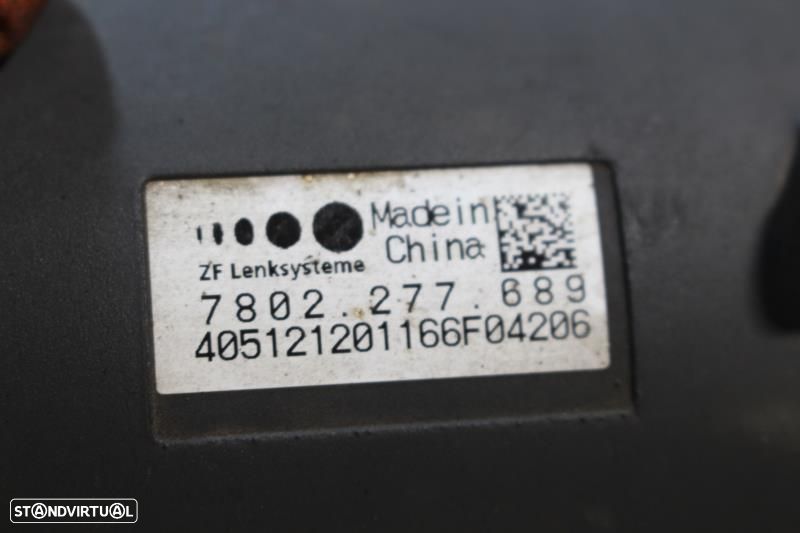 Made in
China
ZF Lenksysteme
7802.277.689
405121201166F04206
STANDVIRTUAL